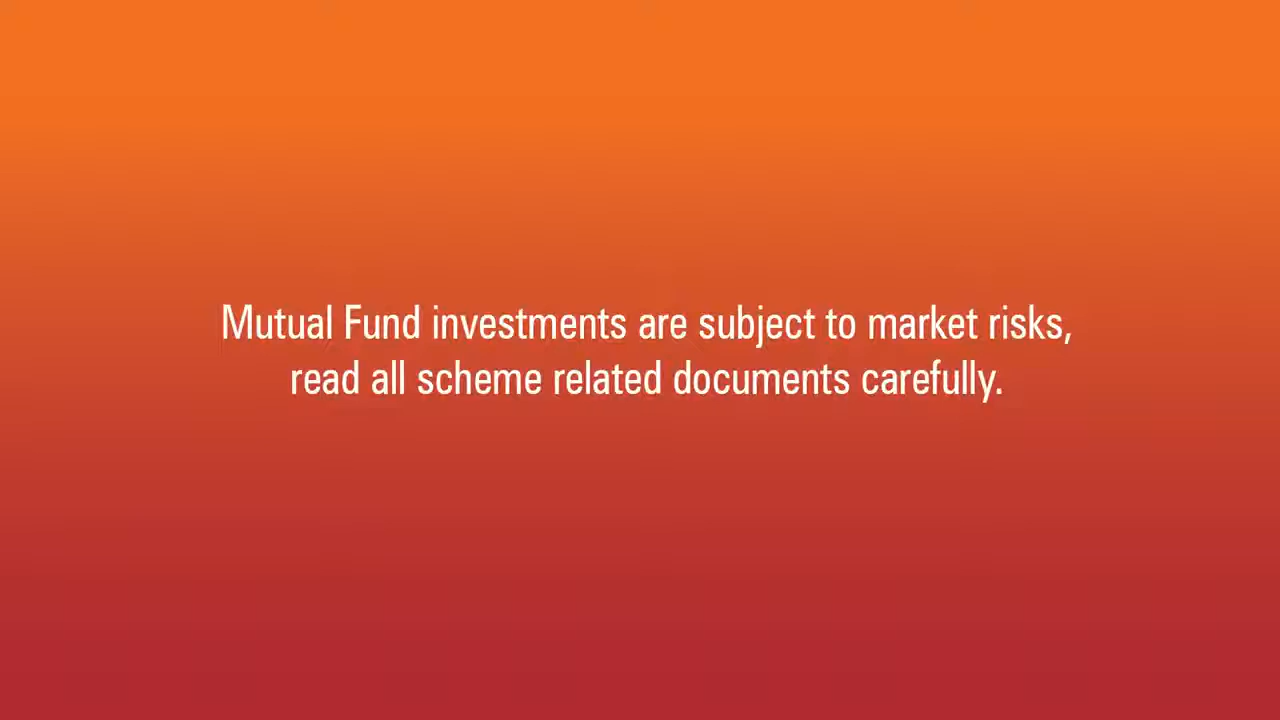 Mutual Fund investments are subject to market risks,
read all scheme related documents carefully.